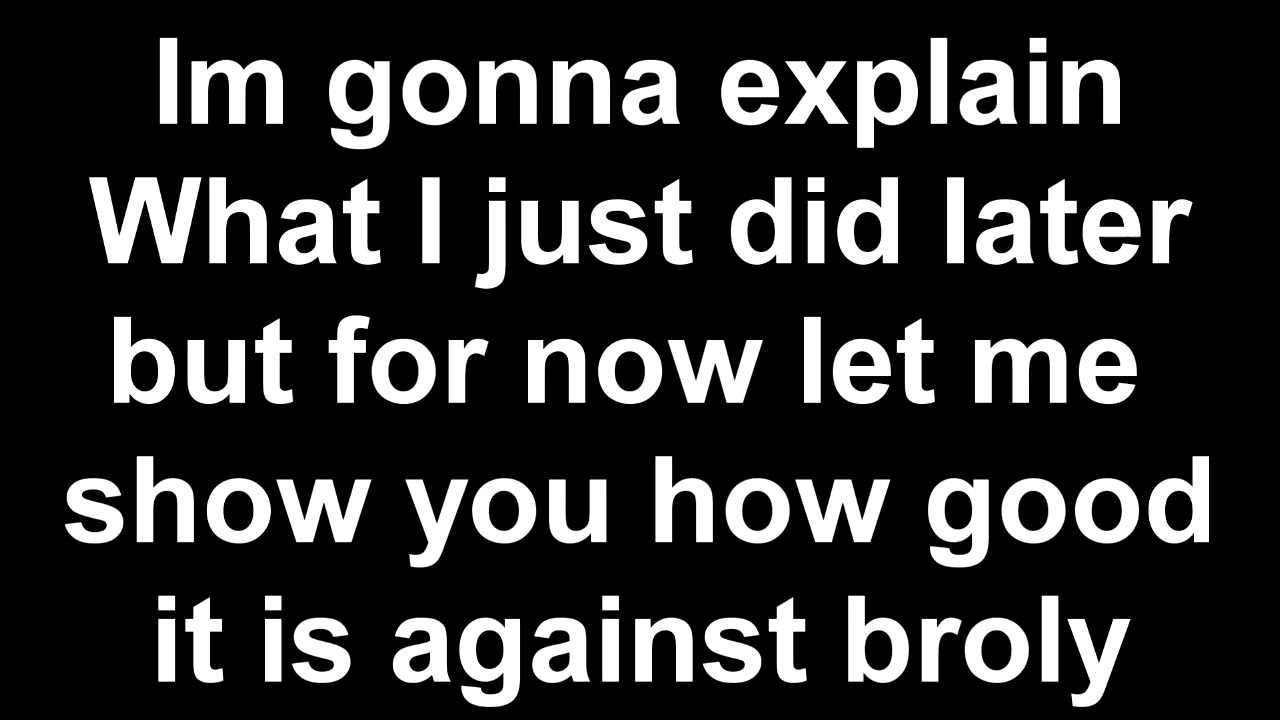 Im gonna explain
What I just did later
but for now let me
show you how good
it is against broly